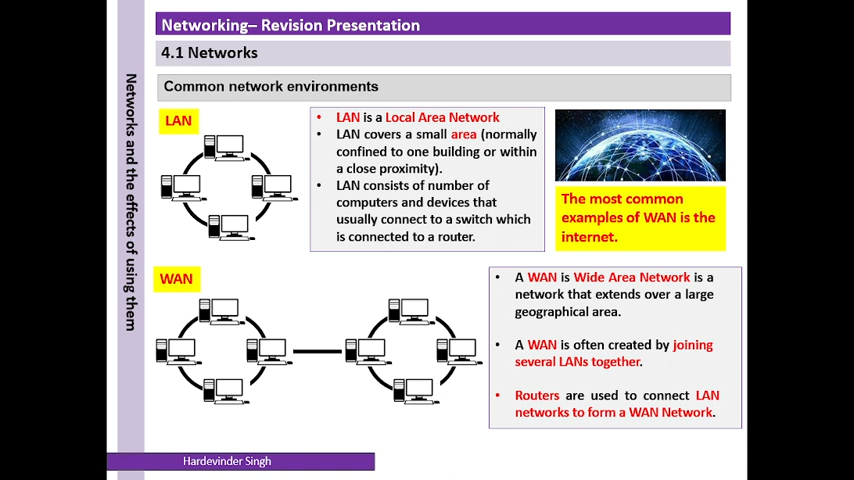 Networking– Revision Presentation
4.1 Networks
Common network environments
Networks and the effects of using them
LAN
• LAN is a Local Area Network
• LAN covers a small area (normally
confined to one building or within
a close proximity).
• LAN consists of number of
computers and devices that
usually connect to a switch which
is connected to a router.
The most common
examples of WAN is the
internet.
WAN
• A WAN is Wide Area Network is a
network that extends over a large
geographical area.
• A WAN is often created by joining
several LANs together.
• Routers are used to connect LAN
networks to form a WAN Network.
Hardevinder Singh